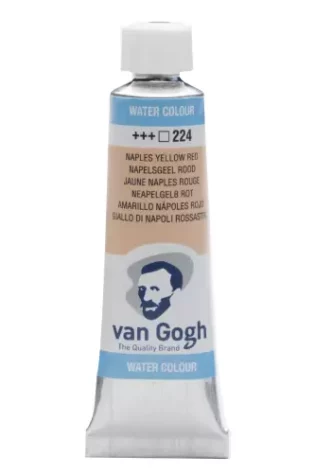 WATER COLOUR
+++□224
NAPLES YELLOW RED
NAPELSGEEL ROOD
JAUNE NAPLES ROUGE
NEAPELGELB ROT
AMARILLO NÁPOLES ROJO
GIALLO DI NAPOLI ROSSASTRO
van Gogh
The Quality Brand
WATER COLOUR